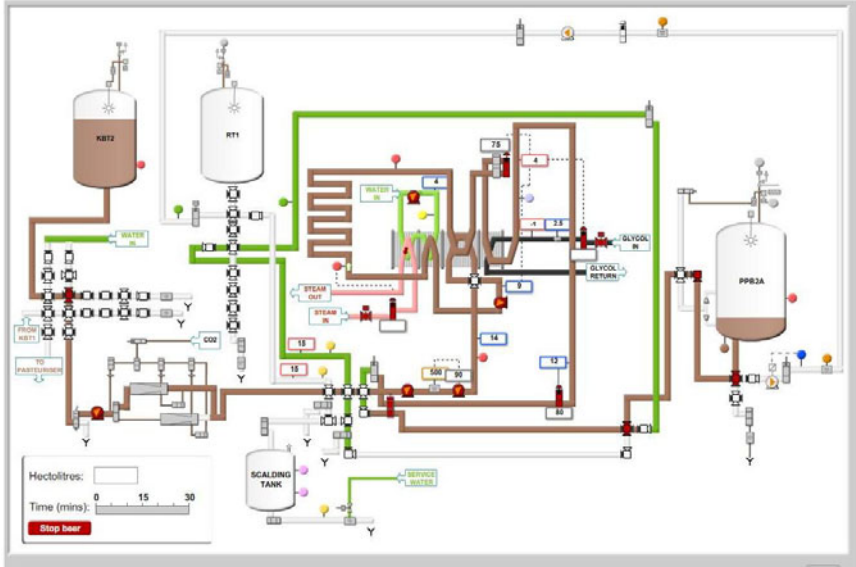 KBT2
RT1
75
4
WATER
IN
4
-1
2.5
GLYCOL
IN
WATER
IN
GLYCOL
RETURN
PPB2A
STEAM
OUT
9
STEAM
IN
FROM
KBT1
CO2
15
14
TO
PASTEURISER
15
12
500
90
80
Hectolitres:
SCALDING
TANK
SERVICE
WATER
Time (mins):
0
15
30
Stop beer